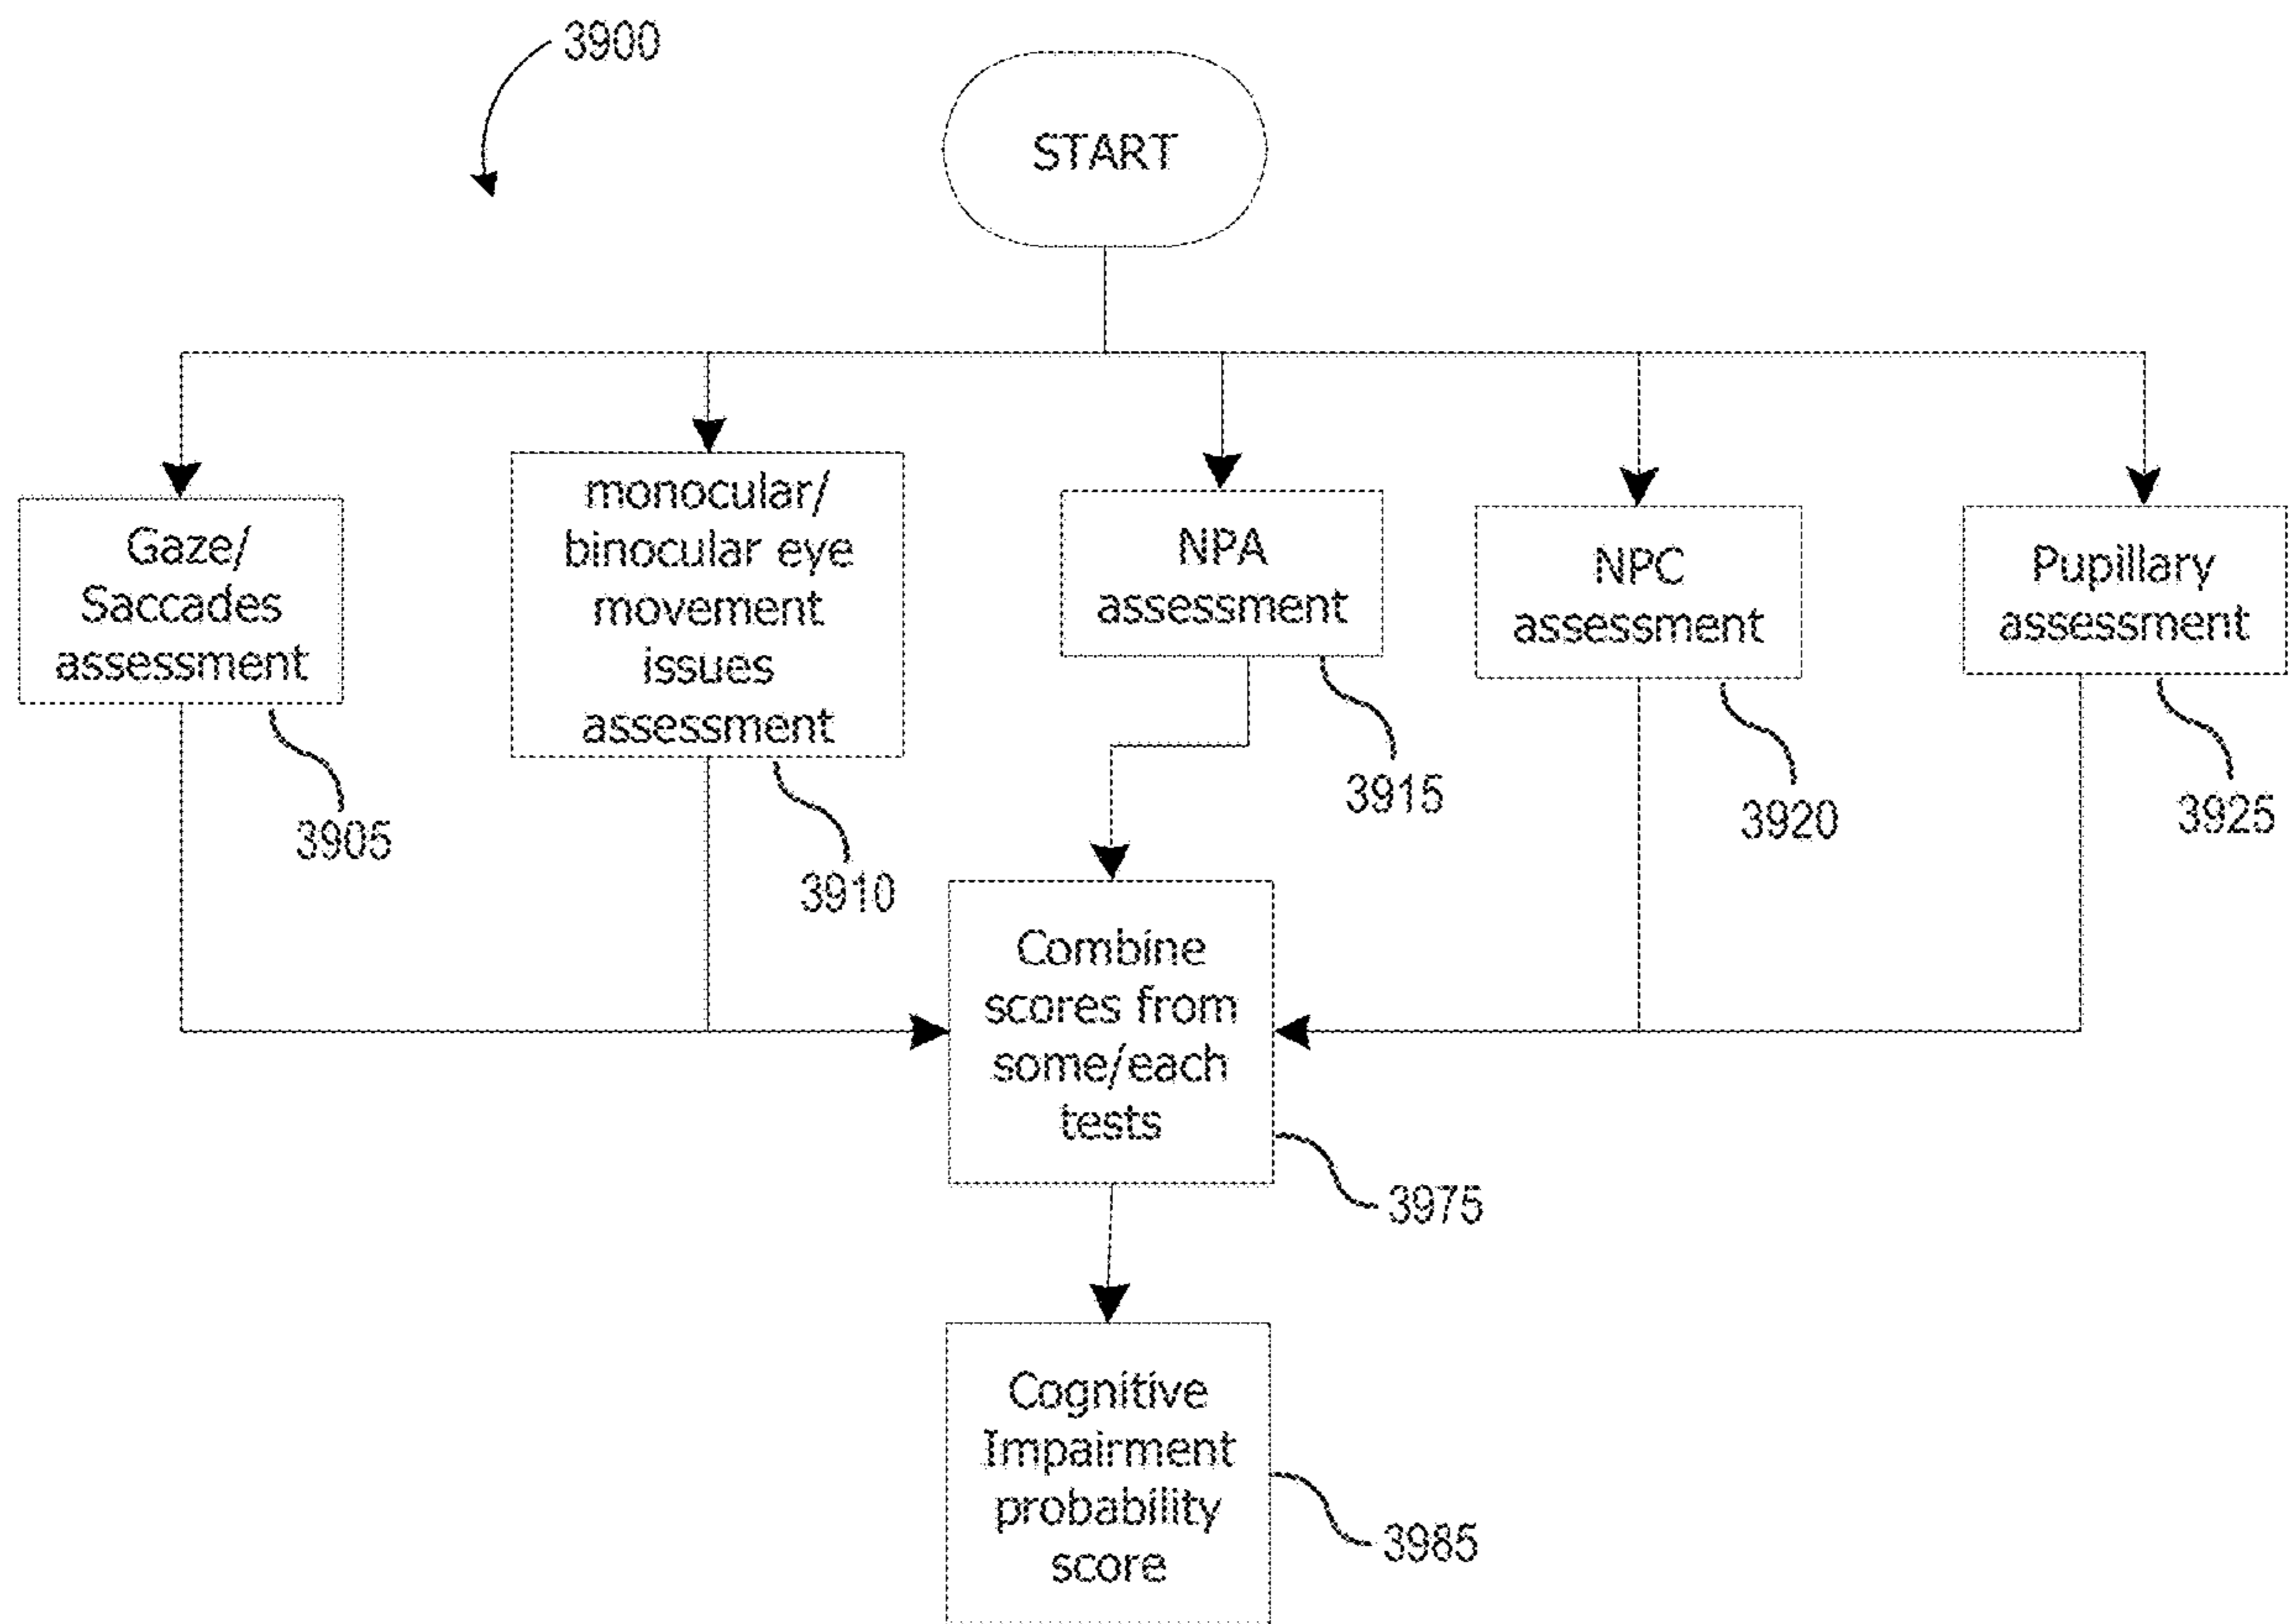 3900
START
Gaze/
Saccades
assessment
3905
monocular/
binocular eye
movement
issues
assessment
3910
NPA
assessment
3915
NPC
assessment
3920
Pupillary
assessment
3925
Combine
scores from
some/each
tests
3975
Cognitive
Impairment
probability
score
3985